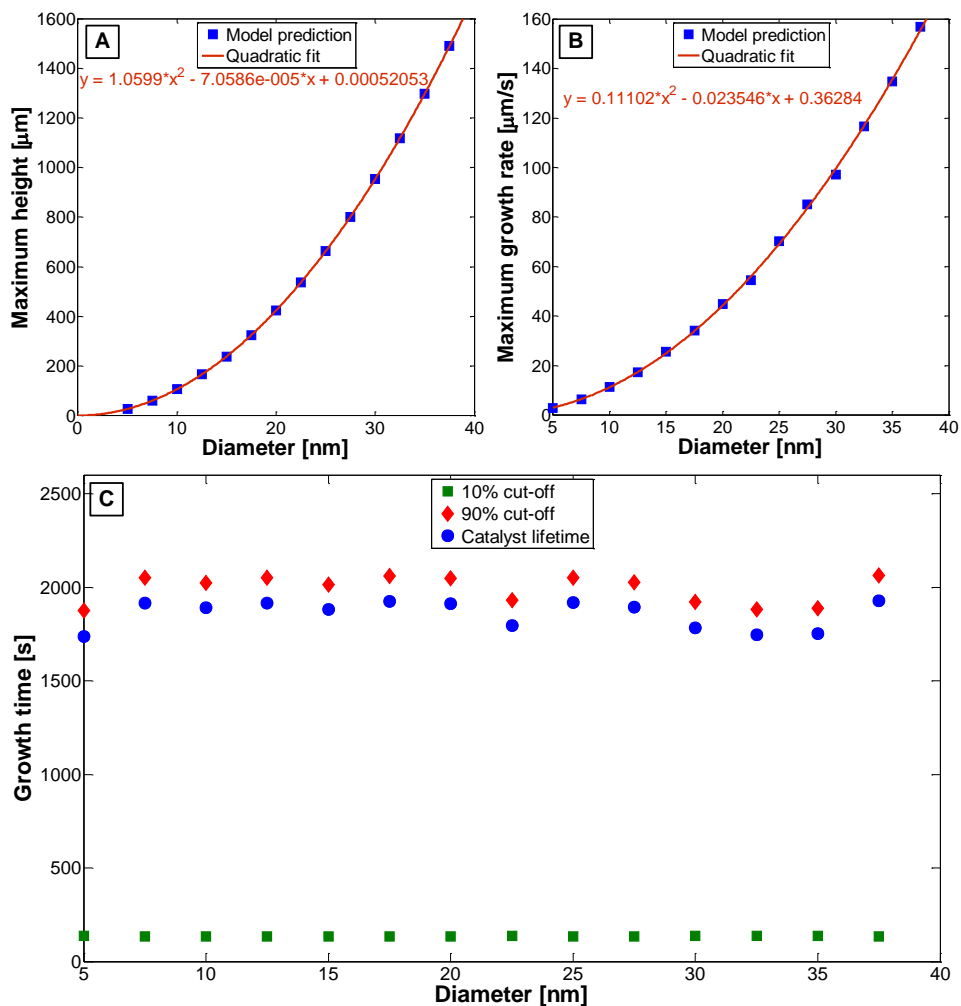 A
Model prediction
Quadratic fit
y = 1.0599*x² - 7.0586e-005*x + 0.00052053
Maximum height [μm]
1600
1400
1200
1000
800
600
400
200
0
0 10 20 30 40
Diameter [nm]
B
Model prediction
Quadratic fit
y = 0.11102*x² - 0.023546*x + 0.36284
Maximum growth rate [μm/s]
160
140
120
100
80
60
40
20
0
5 10 15 20 25 30 35 40
Diameter [nm]
C
10% cut-off
90% cut-off
Catalyst lifetime
Growth time [s]
2500
2000
1500
1000
500
0
5 10 15 20 25 30 35 40
Diameter [nm]